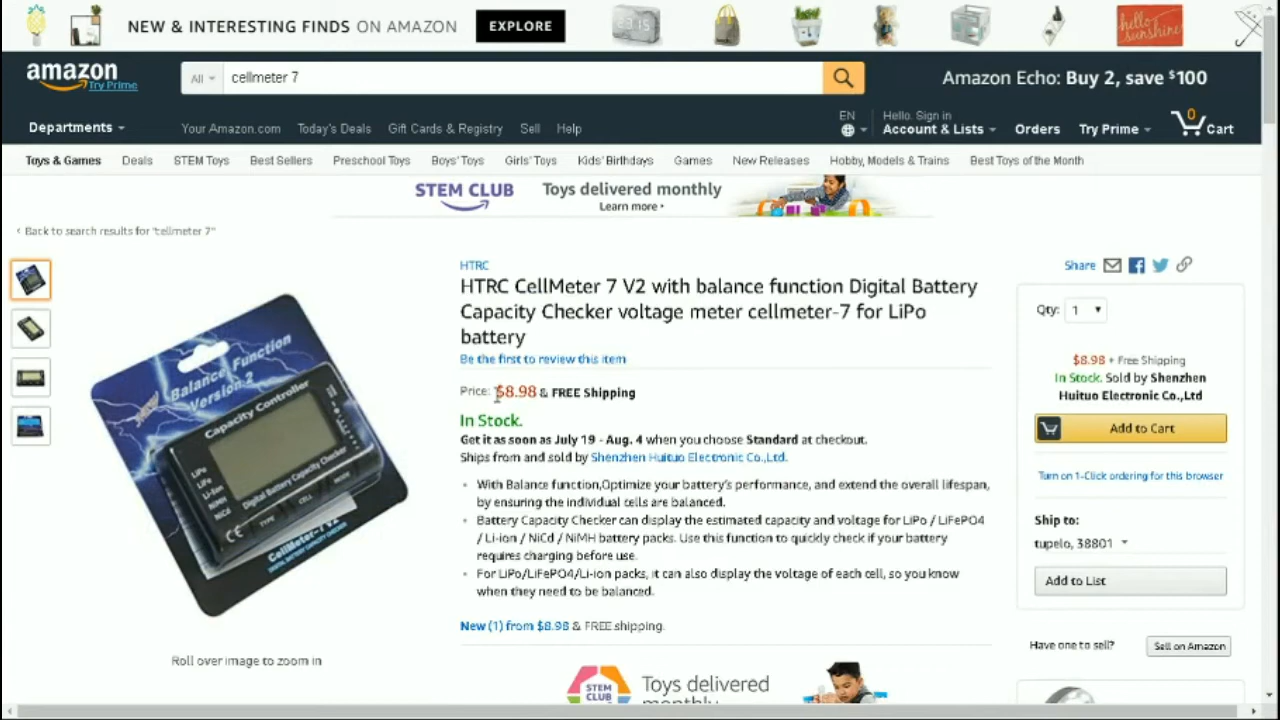 NEW & INTERESTING FINDS ON AMAZON EXPLORE
hello sunshine
amazon Try Prime
All cellmeter 7
Amazon Echo: Buy 2, save $100
Departments
Your Amazon.com Today's Deals Gift Cards & Registry Sell Help
EN
Hello. Sign in
Account & Lists Orders Try Prime 0 Cart
Toys & Games Deals STEM Toys Best Sellers Preschool Toys Boys' Toys Girls' Toys Kids' Birthdays Games New Releases Hobby, Models & Trains Best Toys of the Month
STEM CLUB Toys delivered monthly
Learn more ›
‹ Back to search results for "cellmeter 7"
Balance Function
Version 2
Capacity Controller
LiPo
LiFe
Li-ion
NiMH
NiCd
Digital Battery Capacity Checker
CE TYPE CELL
CellMeter-7 V2
Roll over image to zoom in
HTRC
HTRC CellMeter 7 V2 with balance function Digital Battery
Capacity Checker voltage meter cellmeter-7 for LiPo
battery
Be the first to review this item
Price: $8.98 & FREE Shipping
In Stock.
Get it as soon as July 19 - Aug. 4 when you choose Standard at checkout.
Ships from and sold by Shenzhen Huituo Electronic Co.,Ltd.
With Balance function,Optimize your battery's performance, and extend the overall lifespan,
by ensuring the individual cells are balanced.
Battery Capacity Checker can display the estimated capacity and voltage for LiPo / LiFePO4
/ Li-ion / NiCd / NiMH battery packs. Use this function to quickly check if your battery
requires charging before use.
For LiPo/LiFePO4/Li-ion packs, it can also display the voltage of each cell, so you know
when they need to be balanced.
New (1) from $8.98 & FREE shipping.
STEM CLUB Toys delivered
monthly
Share
Qty: 1
$8.98 + Free Shipping
In Stock. Sold by Shenzhen
Huituo Electronic Co.,Ltd
Add to Cart
Turn on 1-Click ordering for this browser
Ship to:
tupelo, 38801
Add to List
Have one to sell? Sell on Amazon